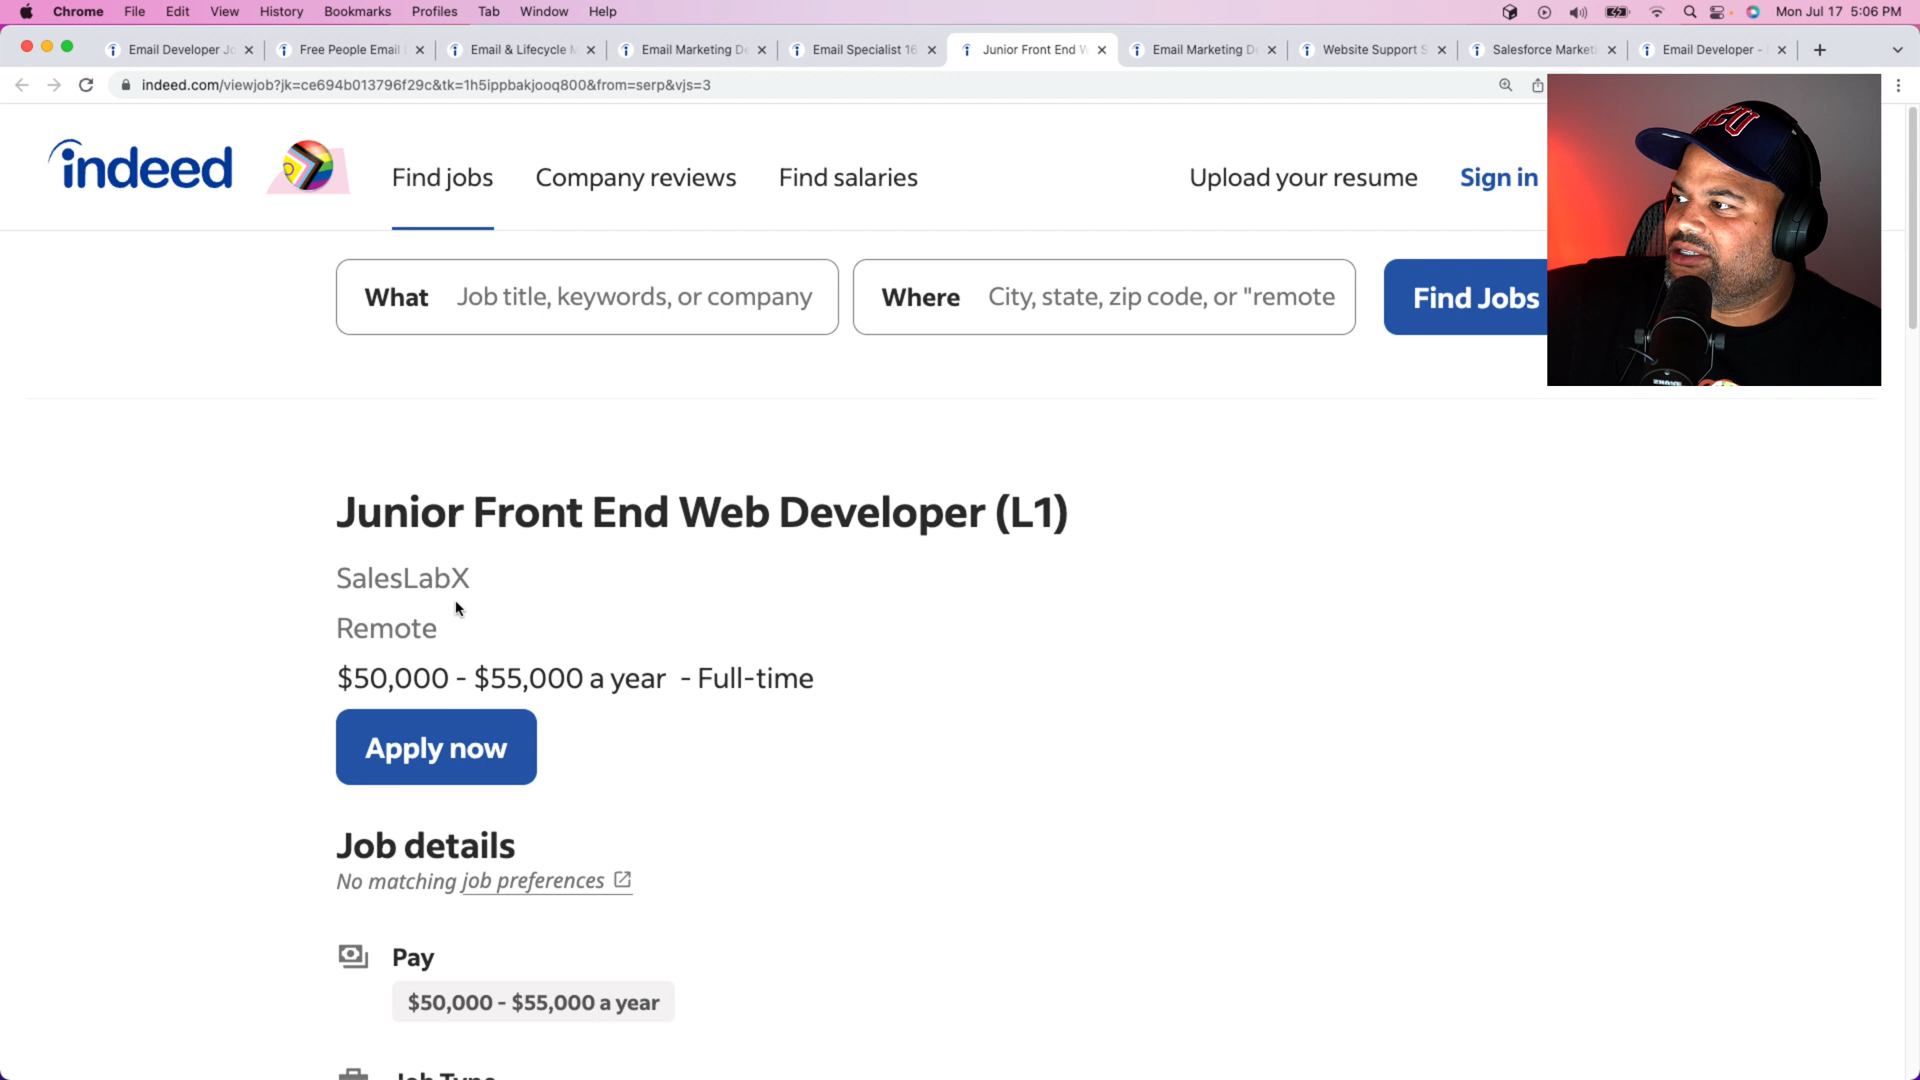 Chrome File Edit View History Bookmarks Profiles Tab Window Help Mon Jul 17 5:06 PM
Email Developer Jo Free People Email Email & Lifecycle M Email Marketing De Email Specialist 16 Junior Front End W Email Marketing D Website Support S Salesforce Market Email Developer -
indeed.com/viewjob?jk=ce694b013796f29c&tk=1h5ippbakjooq800&from=serp&vjs=3
indeed Find jobs Company reviews Find salaries Upload your resume Sign in
What Job title, keywords, or company Where City, state, zip code, or "remote Find Jobs
Junior Front End Web Developer (L1)
SalesLabX
Remote
$50,000 - $55,000 a year - Full-time
Apply now
Job details
No matching job preferences
Pay
$50,000 - $55,000 a year
Job Type